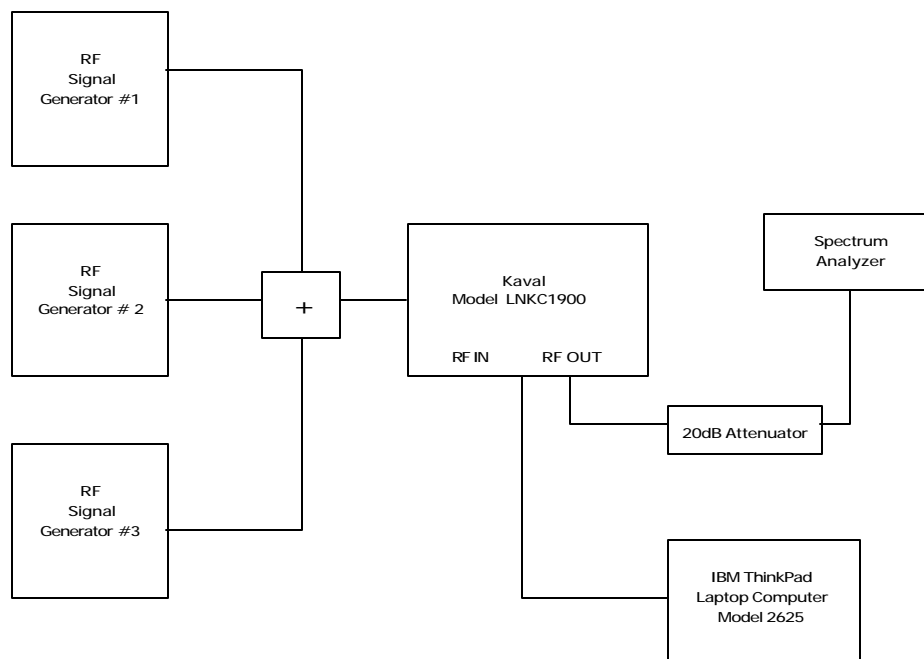 RF
Signal
Generator #1
RF
Signal
Generator # 2
RF
Signal
Generator #3
+
Kaval
Model LNKC1900
RF IN RF OUT
Spectrum
Analyzer
20dB Attenuator
IBM ThinkPad
Laptop Computer
Model 2625